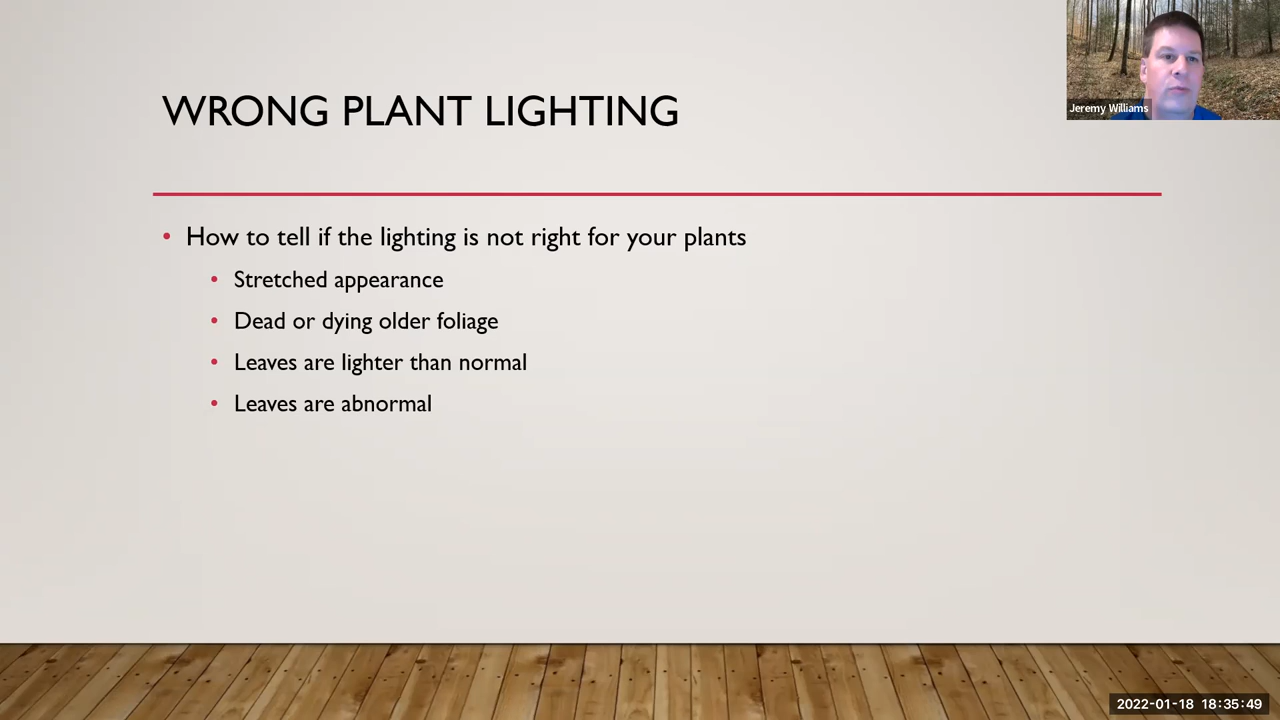 WRONG PLANT LIGHTING
Jeremy Williams
• How to tell if the lighting is not right for your plants
• Stretched appearance
• Dead or dying older foliage
• Leaves are lighter than normal
• Leaves are abnormal
2022-01-18 18:35:49